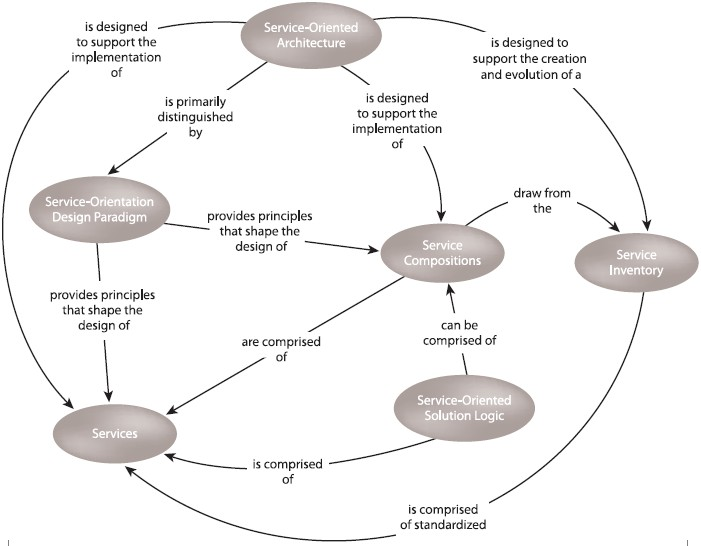 is designed
to support the
implementation
of
Service-Oriented
Architecture
is designed to
support the creation
and evolution of a
is primarily
distinguished
by
is designed
to support the
implementation
of
Service-Orientation
Design Paradigm
provides principles
that shape the
design of
draw from
the
Service
Compositions
Service
Inventory
provides principles
that shape the
design of
are comprised
of
can be
comprised of
Service-Oriented
Solution Logic
Services
is comprised
of
is comprised
of standardized